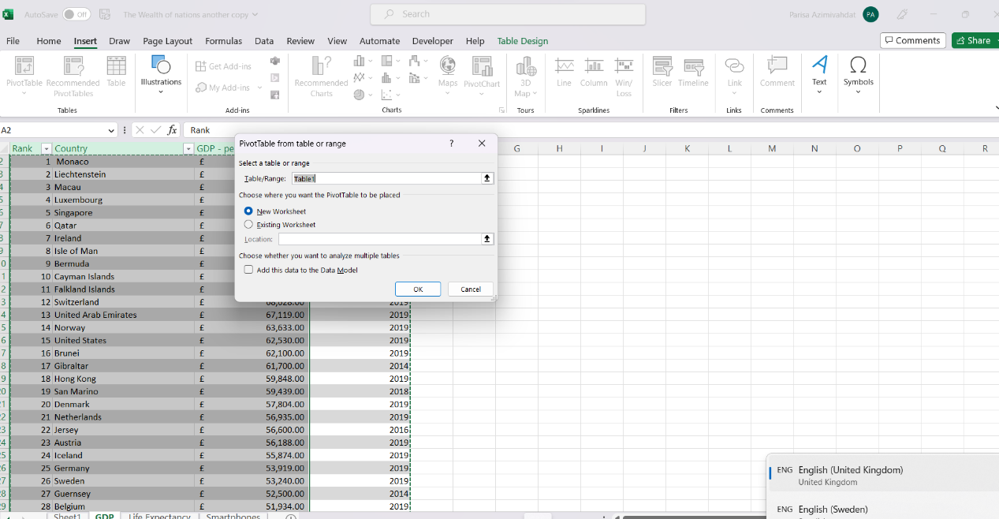 AutoSave Off The Wealth of nations another copy Search Parisa Azimivahdat PA
File Home Insert Draw Page Layout Formulas Data Review View Automate Developer Help Table Design Comments Share
PivotTable Recommended PivotTables Table Illustrations Get Add-ins My Add-ins Recommended Charts Maps PivotChart 3D Map Line Column Win/ Loss Slicer Timeline Link Comment Text Symbols
Tables Add-ins Charts Tours Sparklines Filters Links Comments
A2 fx Rank
Rank Country GDP - pe G H I J K L M N O P Q R
PivotTable from table or range ? 
Select a table or range
Table/Range: Table1
Choose where you want the PivotTable to be placed
New Worksheet
Existing Worksheet
Location:
Choose whether you want to analyze multiple tables
Add this data to the Data Model
OK Cancel
1 Monaco £
2 Liechtenstein £
3 Macau £
4 Luxembourg £
5 Singapore £
6 Qatar £
7 Ireland £
8 Isle of Man £
9 Bermuda £
10 Cayman Islands £
11 Falkland Islands £
12 Switzerland £ 68,028.00 2019
13 United Arab Emirates £ 67,119.00 2019
14 Norway £ 63,633.00 2019
15 United States £ 62,530.00 2019
16 Brunei £ 62,100.00 2019
17 Gibraltar £ 61,700.00 2014
18 Hong Kong £ 59,848.00 2019
19 San Marino £ 59,439.00 2018
20 Denmark £ 57,804.00 2019
21 Netherlands £ 56,935.00 2019
22 Jersey £ 56,600.00 2016
23 Austria £ 56,188.00 2019
24 Iceland £ 55,874.00 2019
25 Germany £ 53,919.00 2019
26 Sweden £ 53,240.00 2019
27 Guernsey £ 52,500.00 2014
28 Belgium £ 51,934.00 2019
Sheet1 GDP Life Expectancy Smartphones
ENG English (United Kingdom)
United Kingdom
ENG English (Sweden)